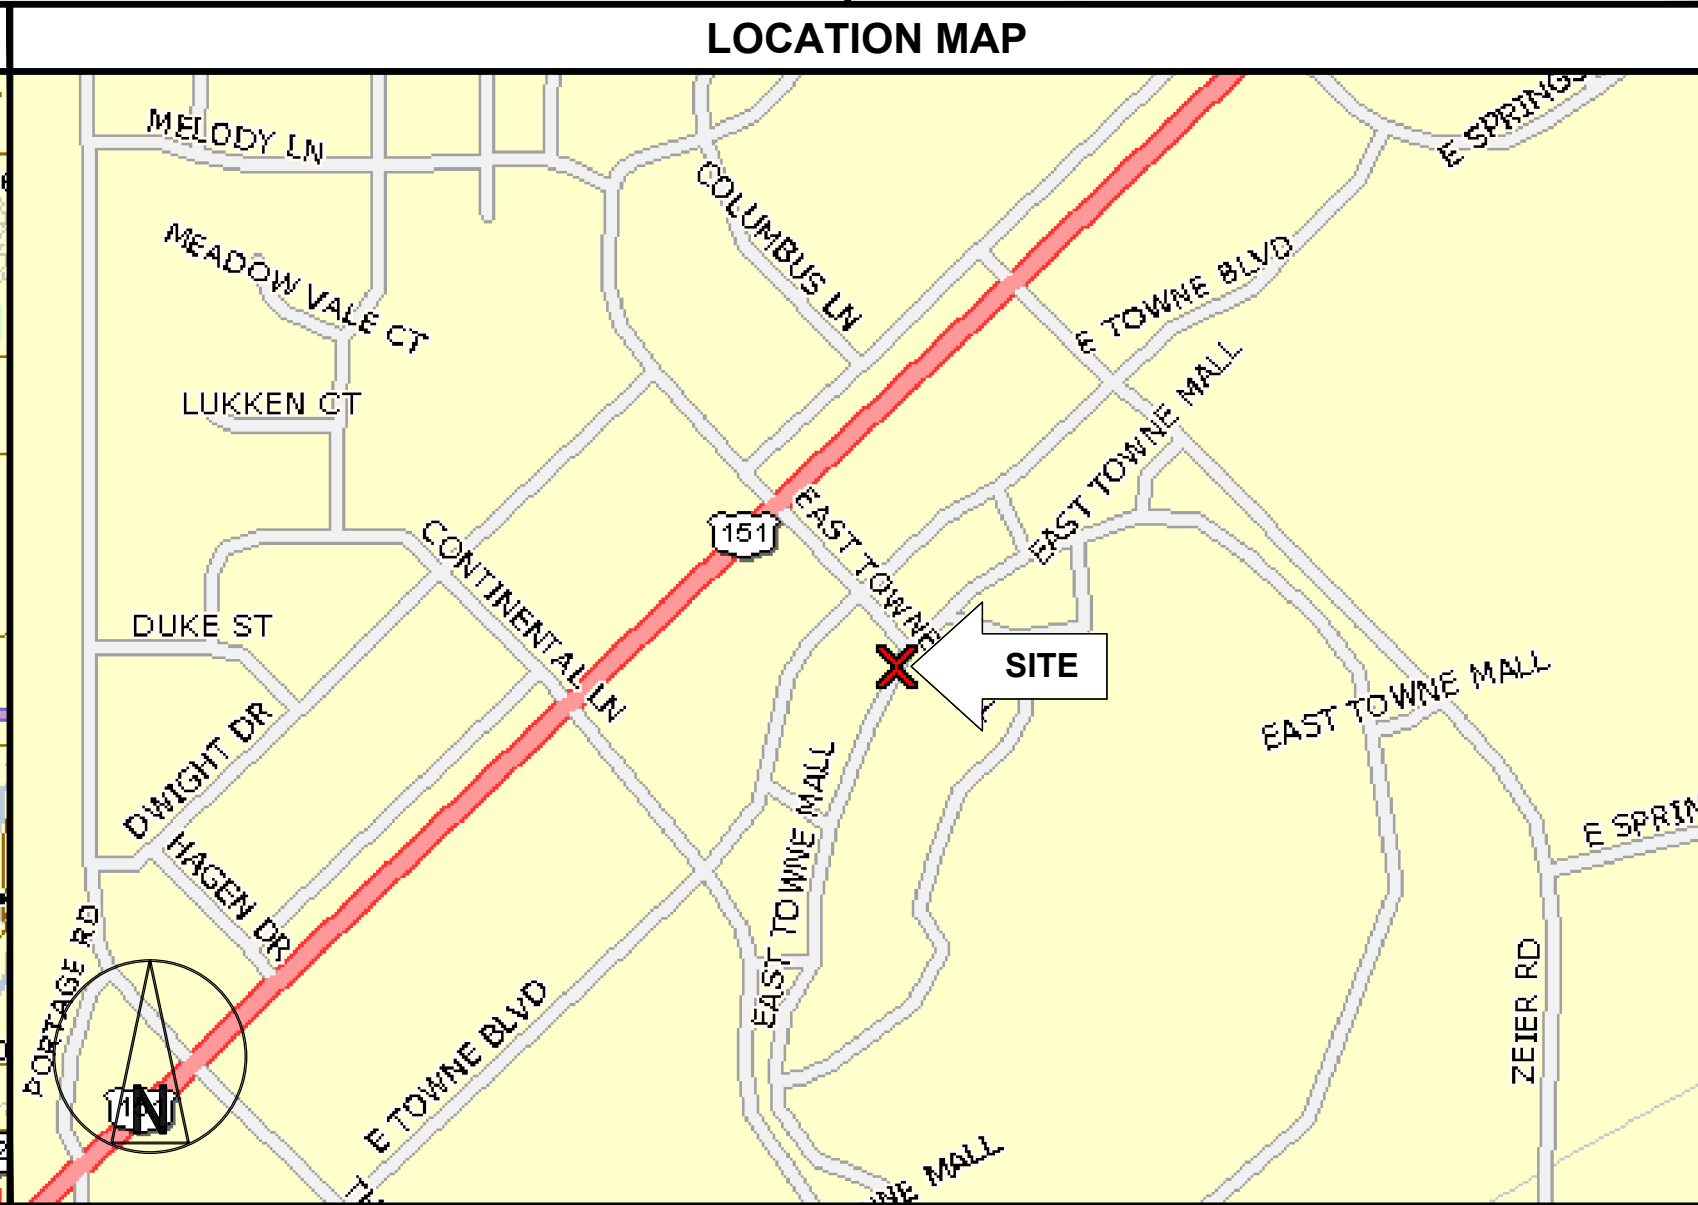 LOCATION MAP
MELODY LN
E SPRINGS
COLUMBUS LN
MEADOW VALE CT
E TOWNE BLVD
LUKKEN CT
EAST TOWNE MALL
CONTINENTAL LN
151
EAST TOWNE
DUKE ST
SITE
EAST TOWNE MALL
DWIGHT DR
HAGEN DR
EAST TOWNE MALL
E SPRIN
PORTAGE RD
ZEIER RD
E TOWNE BLVD
N
NE MALL